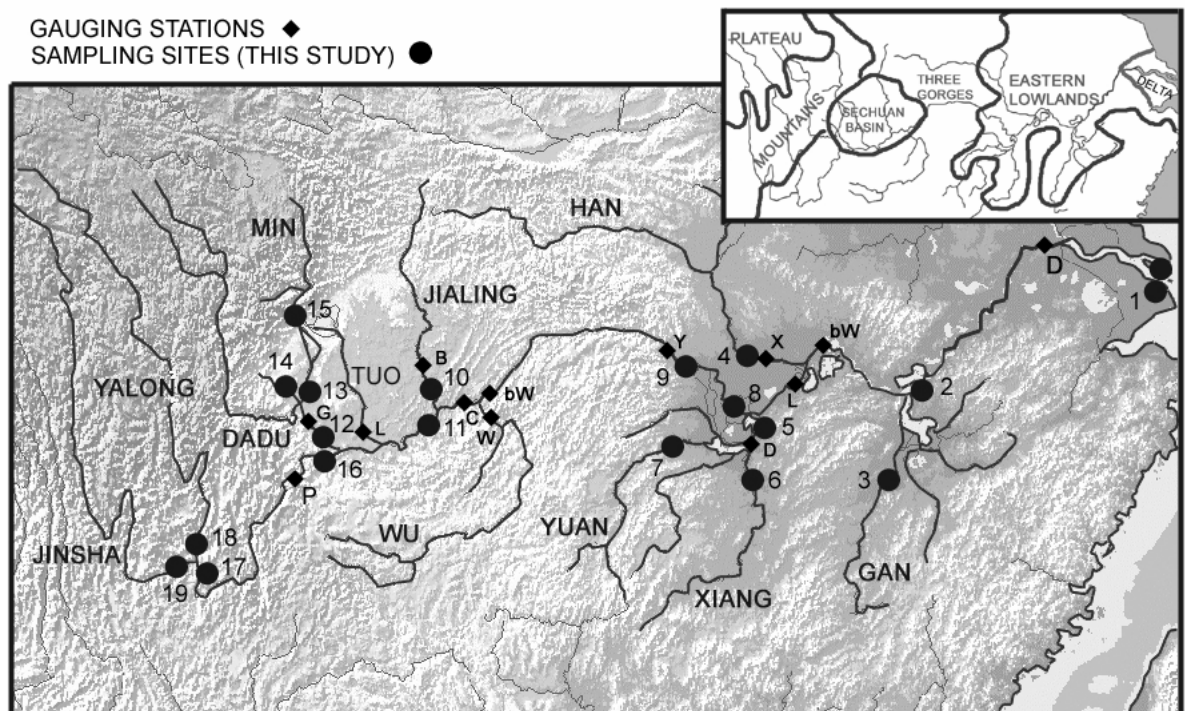 GAUGING STATIONS
SAMPLING SITES (THIS STUDY)
PLATEAU
MOUNTAINS
SECHUAN
BASIN
THREE
GORGES
EASTERN
LOWLANDS
DELTA
MIN
HAN
JIALING
YALONG
TUO
DADU
JINSHA
WU
YUAN
XIANG
GAN
D
1
15
14
13
G
12
L
16
P
18
17
19
B
10
11
C
bW
W
Y
9
4
X
bW
8
L
5
D
7
6
2
3